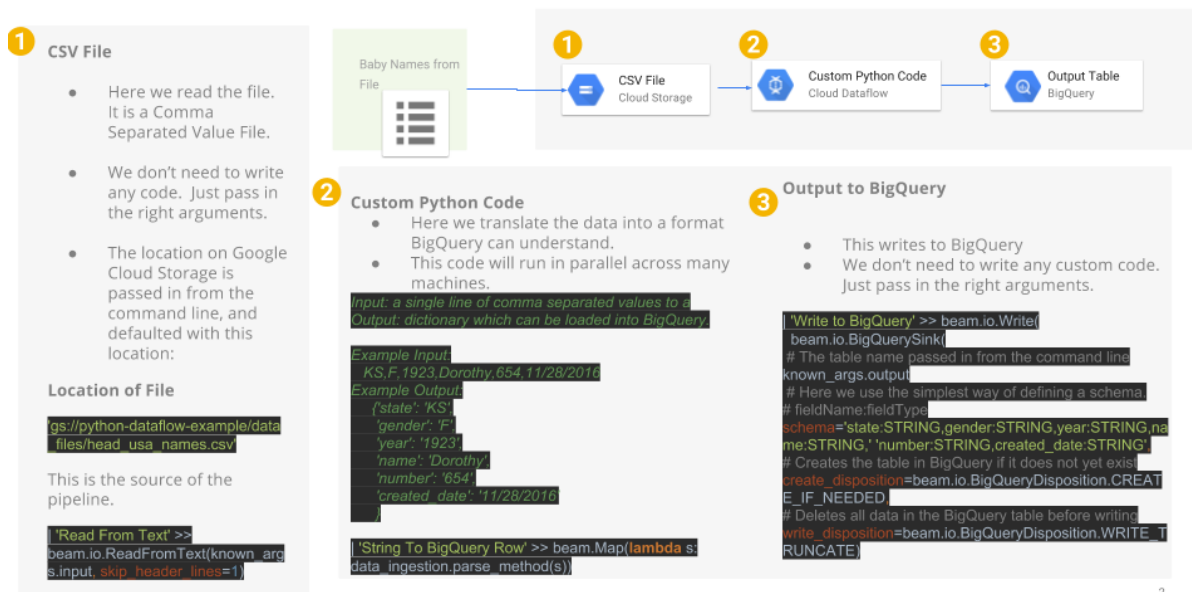 1
CSV File
● Here we read the file.
It is a Comma
Separated Value File.
● We don't need to write
any code. Just pass in
the right arguments.
● The location on Google
Cloud Storage is
passed in from the
command line, and
defaulted with this
location:
Location of File
'gs://python-dataflow-example/data
_files/head_usa_names.csv'
This is the source of the
pipeline.
| 'Read From Text' >>
beam.io.ReadFromText(known_arg
s.input, skip_header_lines=1)
Baby Names from
File
1
CSV File
Cloud Storage
2
Custom Python Code
Cloud Dataflow
3
Output Table
BigQuery
2
Custom Python Code
● Here we translate the data into a format
BigQuery can understand.
● This code will run in parallel across many
machines.
Input: a single line of comma separated values to a
Output: dictionary which can be loaded into BigQuery.
Example Input:
KS,F,1923,Dorothy,654,11/28/2016
Example Output:
{'state': 'KS',
'gender': 'F',
'year': '1923',
'name': 'Dorothy',
'number': '654',
'created_date': '11/28/2016'
}
| 'String To BigQuery Row' >> beam.Map(lambda s:
data_ingestion.parse_method(s))
3
Output to BigQuery
● This writes to BigQuery
● We don't need to write any custom code.
Just pass in the right arguments.
| 'Write to BigQuery' >> beam.io.Write(
beam.io.BigQuerySink(
# The table name passed in from the command line
known_args.output
# Here we use the simplest way of defining a schema.
# fieldName:fieldType
schema='state:STRING,gender:STRING,year:STRING,na
me:STRING,' 'number:STRING,created_date:STRING',
# Creates the table in BigQuery if it does not yet exist
create_disposition=beam.io.BigQueryDisposition.CREAT
E_IF_NEEDED,
# Deletes all data in the BigQuery table before writing
write_disposition=beam.io.BigQueryDisposition.WRITE_T
RUNCATE)